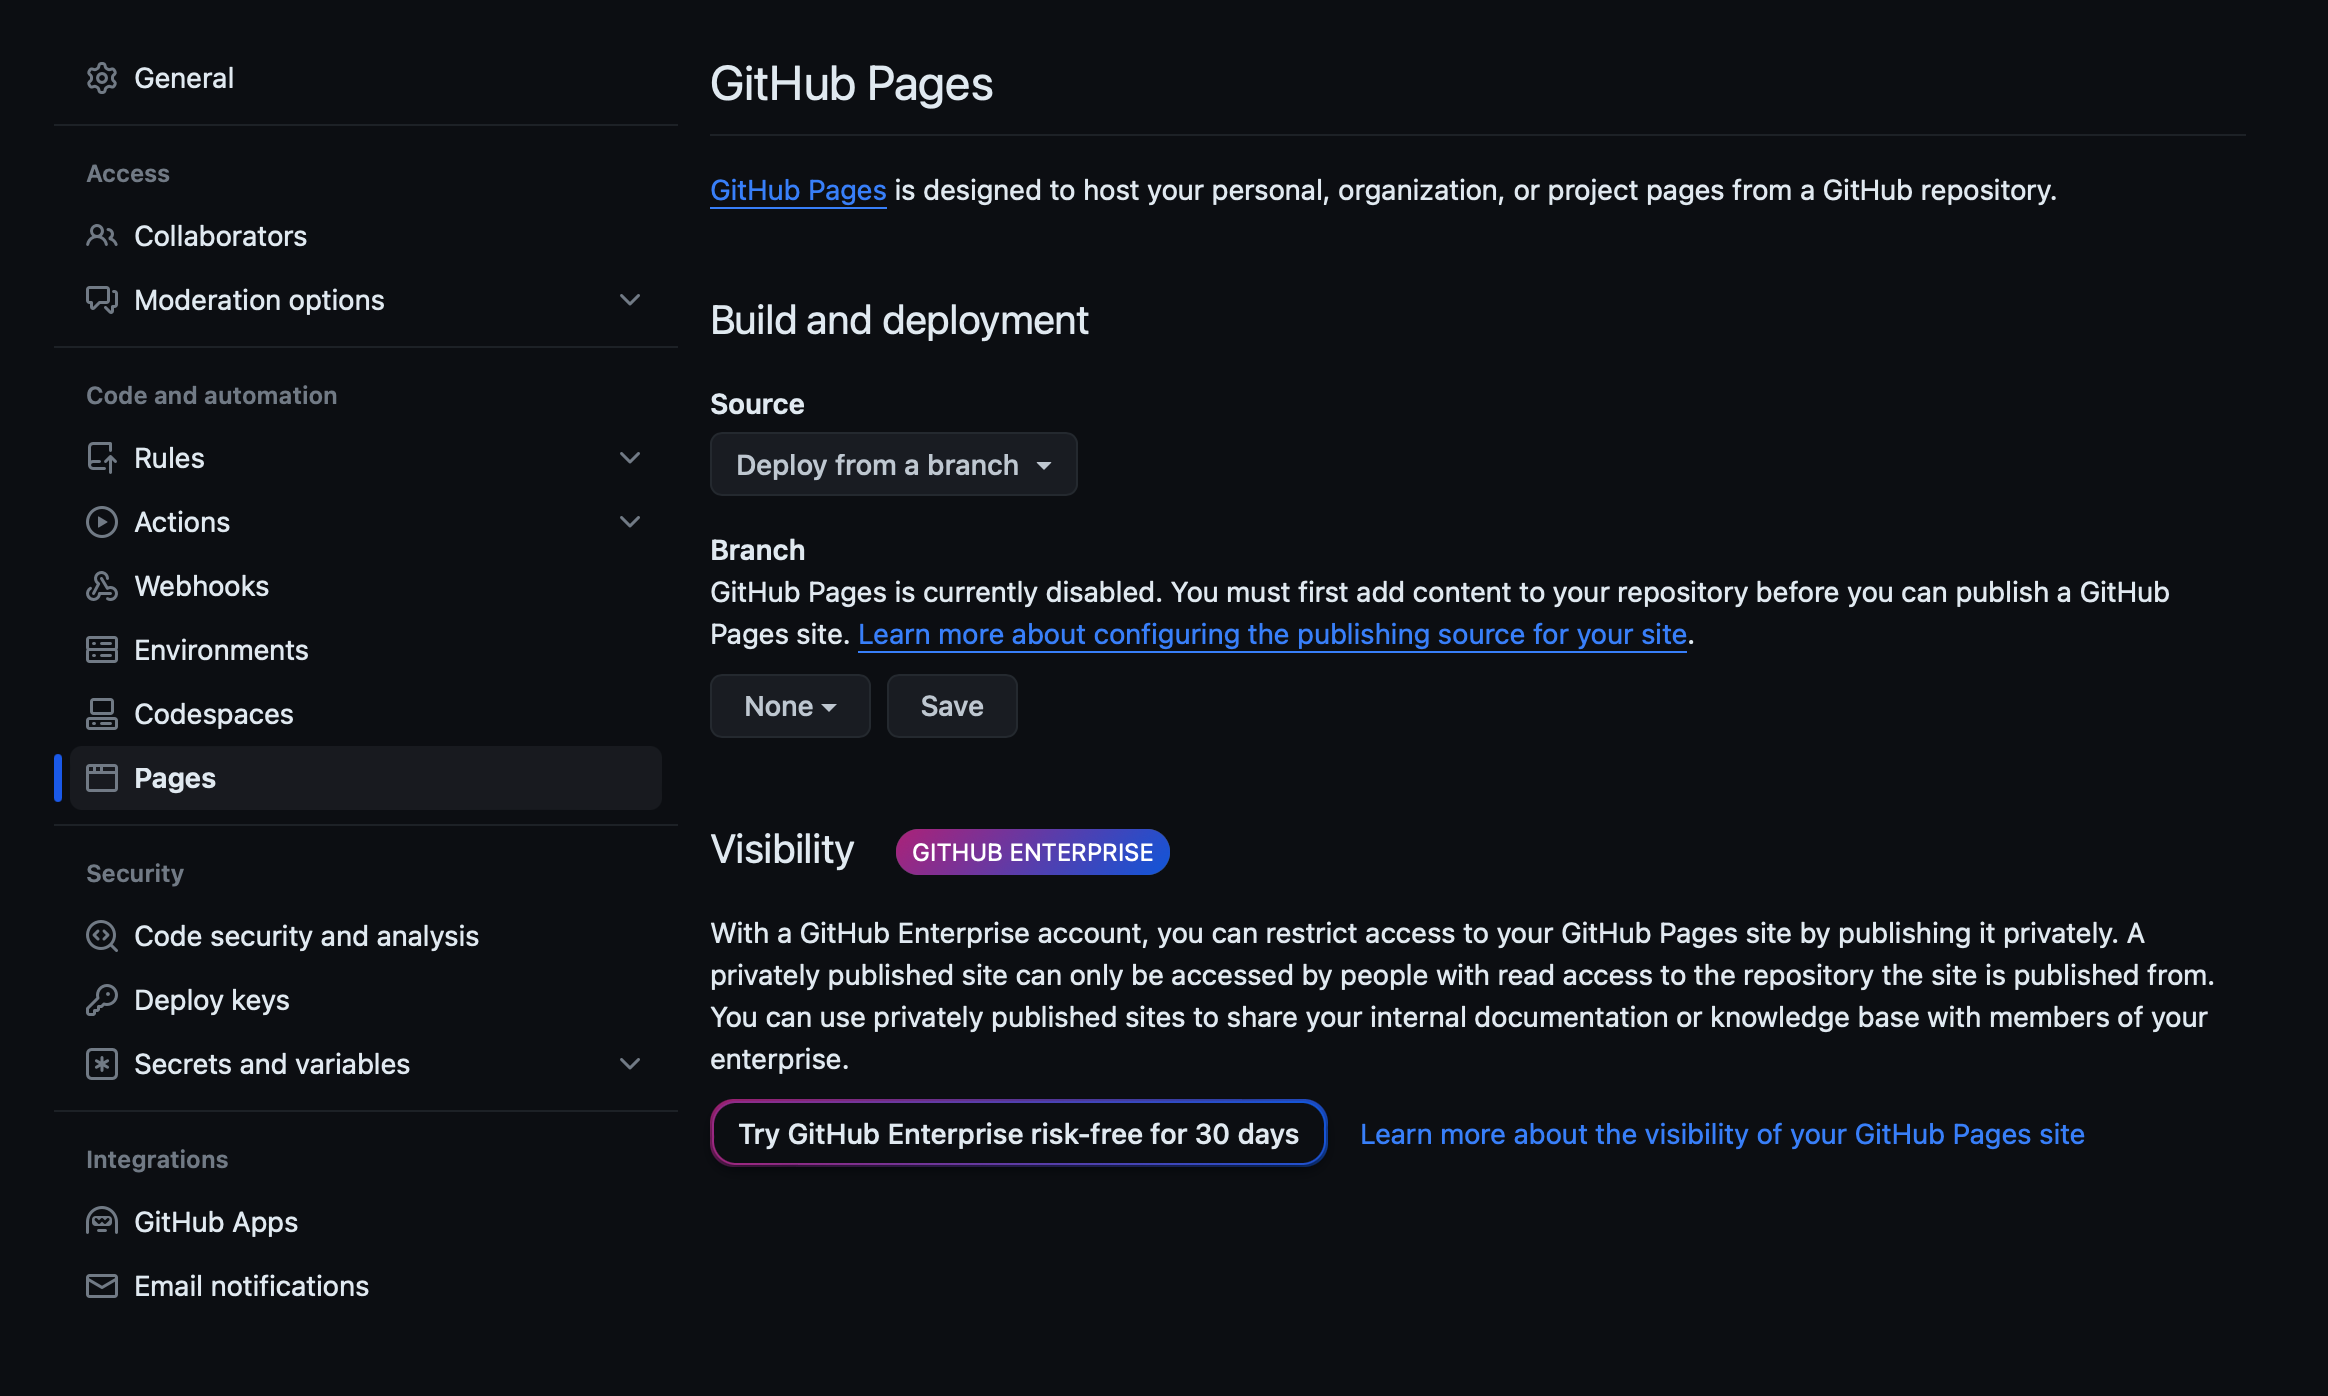 General
Access
Collaborators
Moderation options
Code and automation
Rules
Actions
Webhooks
Environments
Codespaces
Pages
Security
Code security and analysis
Deploy keys
Secrets and variables
Integrations
GitHub Apps
Email notifications
GitHub Pages
GitHub Pages is designed to host your personal, organization, or project pages from a GitHub repository.
Build and deployment
Source
Deploy from a branch
Branch
GitHub Pages is currently disabled. You must first add content to your repository before you can publish a GitHub
Pages site. Learn more about configuring the publishing source for your site.
None Save
Visibility GITHUB ENTERPRISE
With a GitHub Enterprise account, you can restrict access to your GitHub Pages site by publishing it privately. A
privately published site can only be accessed by people with read access to the repository the site is published from.
You can use privately published sites to share your internal documentation or knowledge base with members of your
enterprise.
Try GitHub Enterprise risk-free for 30 days Learn more about the visibility of your GitHub Pages site